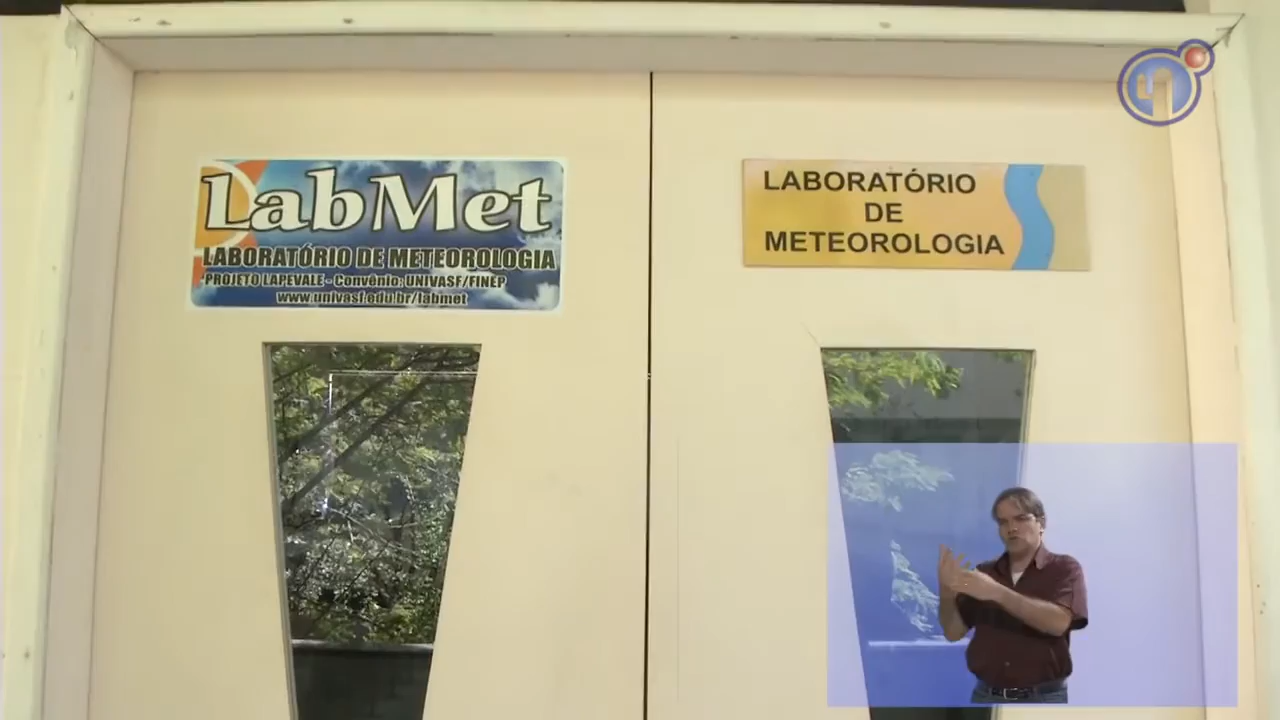 LabMet
LABORATÓRIO DE METEOROLOGIA
PROJETO LAPEVALE - Convênio: UNIVASF/FINEP
www.univasf.edu.br/labmet
LABORATÓRIO
DE
METEOROLOGIA